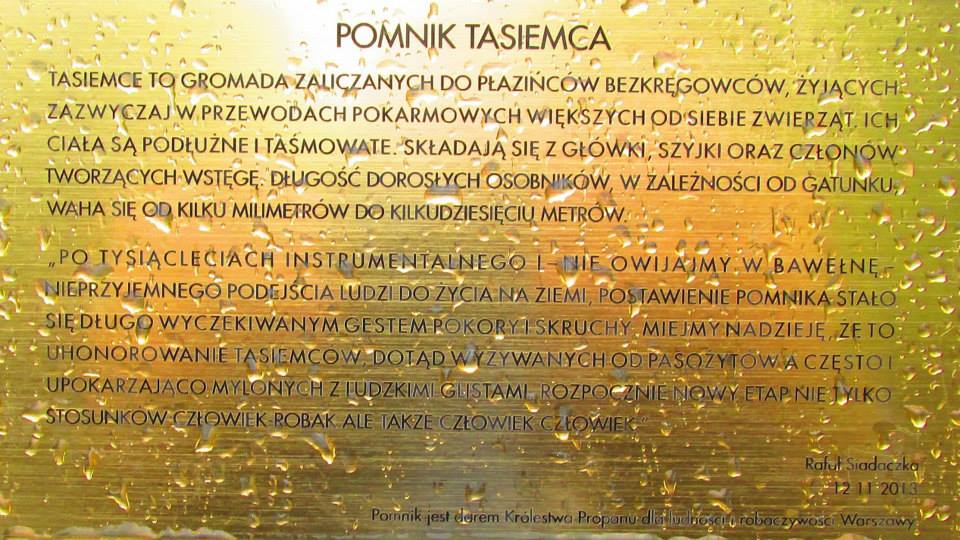 POMNIK TASIEMCA
TASIEMCE TO GROMADA ZALICZANYCH DO PŁAZIŃCÓW BEZKRĘGOWCÓW, ŻYJĄCYCH
ZAZWYCZAJ W PRZEWODACH POKARMOWYCH WIĘKSZYCH OD SIEBIE ZWIERZĄT. ICH
CIAŁA SĄ PODŁUŻNE I TAŚMOWATE. SKŁADAJĄ SIĘ Z GŁÓWKI, SZYJKI ORAZ CZŁONÓW
TWORZĄCYCH WSTĘGĘ. DŁUGOŚĆ DOROSŁYCH OSOBNIKÓW, W ZALEŻNOŚCI OD GATUNKU,
WAHA SIĘ OD KILKU MILIMETRÓW DO KILKUDZIESIĘCIU METRÓW.
„PO TYSIĄCLECIACH INSTRUMENTALNEGO I – NIE OWIJAJMY W BAWEŁNĘ –
NIEPRZYJEMNEGO PODEJŚCIA LUDZI DO ŻYCIA NA ZIEMI, POSTAWIENIE POMNIKA STAŁO
SIĘ DŁUGO WYCZEKIWANYM GESTEM POKORY I SKRUCHY. MIEJMY NADZIEJĘ, ŻE TO
UHONOROWANIE TASIEMCÓW, DOTĄD WYZYWANYCH OD PASOŻYTÓW A CZĘSTO I
UPOKARZAJĄCO MYLONYCH Z LUDZKIMI GLISTAMI, ROZPOCZNIE NOWY ETAP NIE TYLKO
STOSUNKÓW CZŁOWIEK-ROBAK ALE TAKŻE CZŁOWIEK-CZŁOWIEK”
Rafał Siadaczka
12 11 2013
Pomnik jest darem Królestwa Propanu dla ludności i robaczywości Warszawy